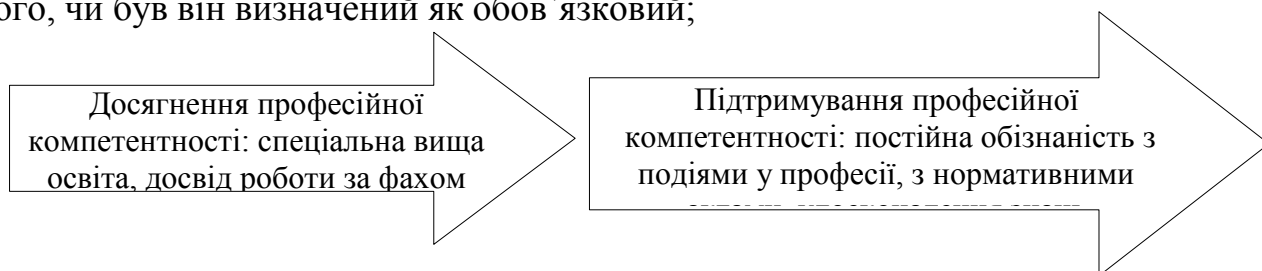 ого, чи був він визначений як обов’язковий;
Досягнення професійної
компетентності: спеціальна вища
освіта, досвід роботи за фахом
Підтримування професійної
компетентності: постійна обізнаність з
подіями у професії, з нормативними